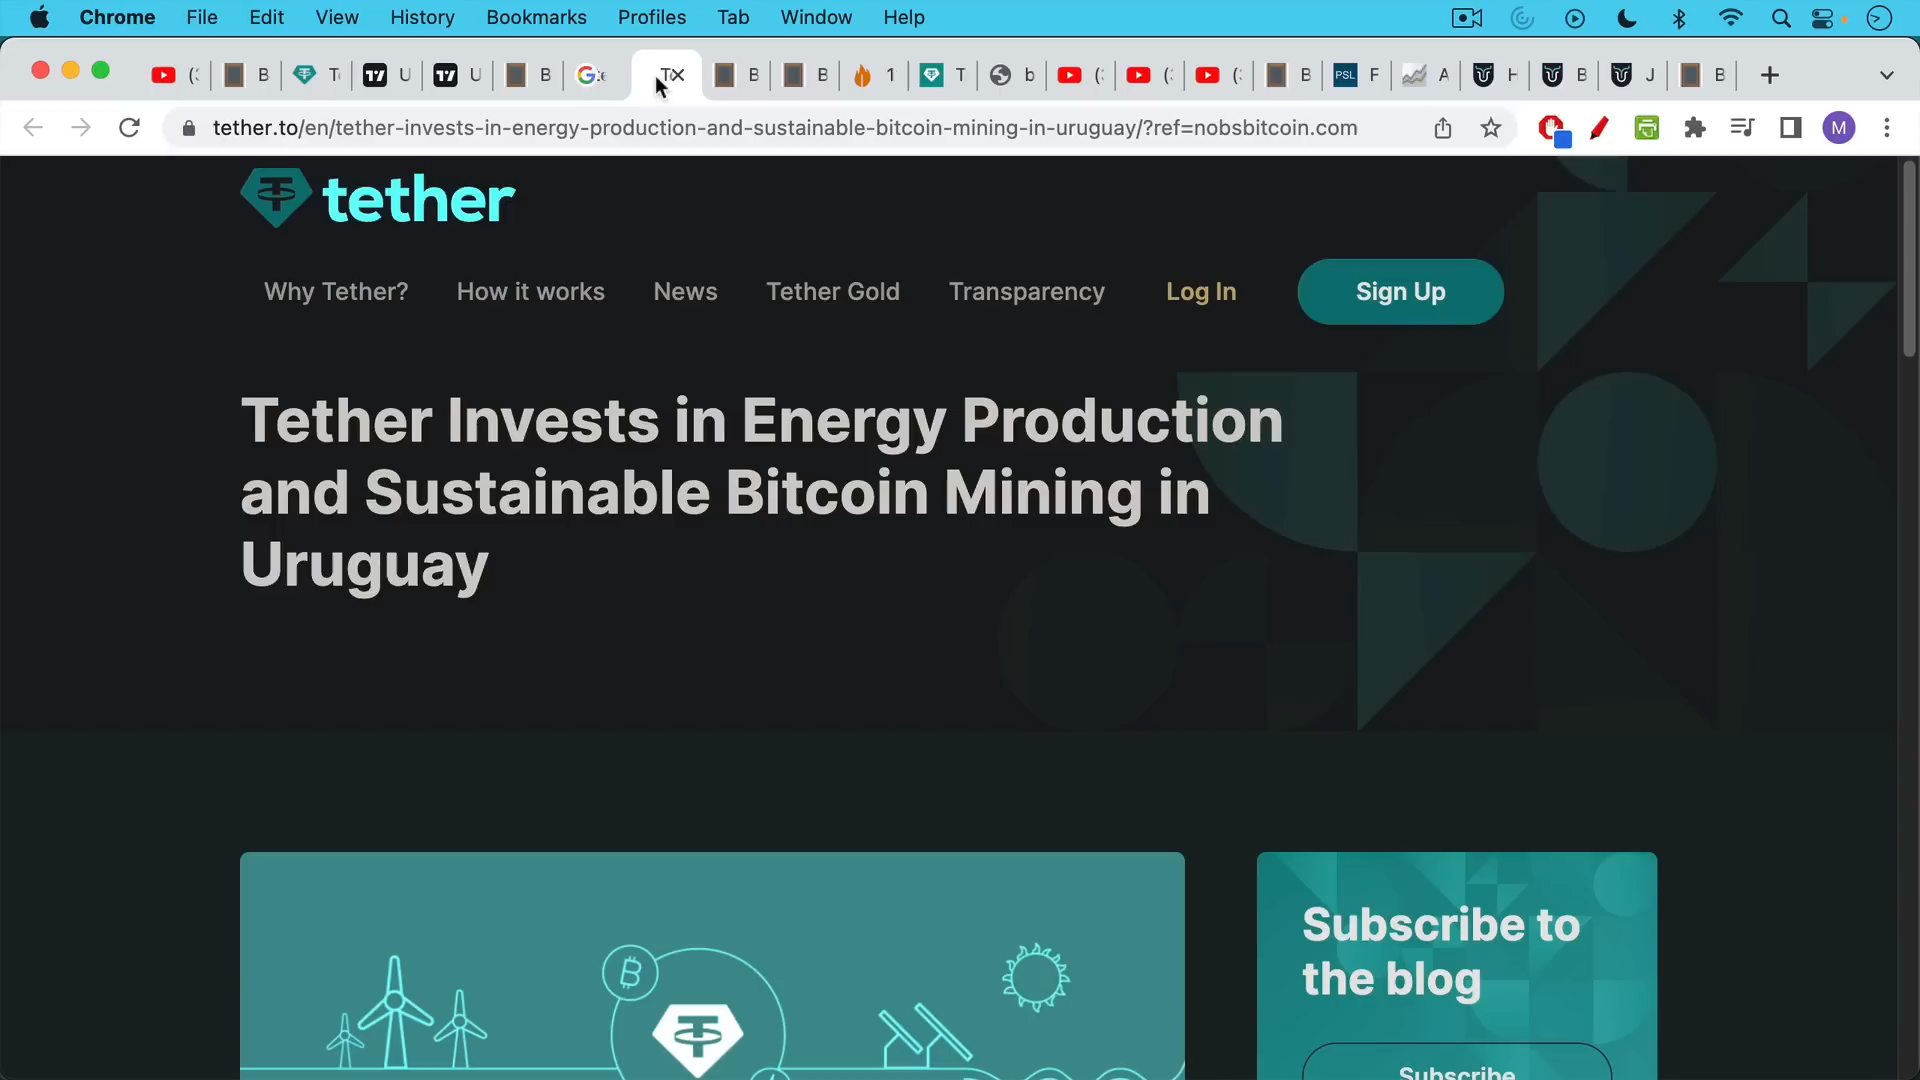 Chrome File Edit View History Bookmarks Profiles Tab Window Help
( B T U U B G e T B B 1 T b ( ( ( B PSL F A H B J B
tether.to/en/tether-invests-in-energy-production-and-sustainable-bitcoin-mining-in-uruguay/?ref=nobsbitcoin.com M
tether
Why Tether? How it works News Tether Gold Transparency Log In Sign Up
Tether Invests in Energy Production
and Sustainable Bitcoin Mining in
Uruguay
Subscribe to
the blog
Subscribe